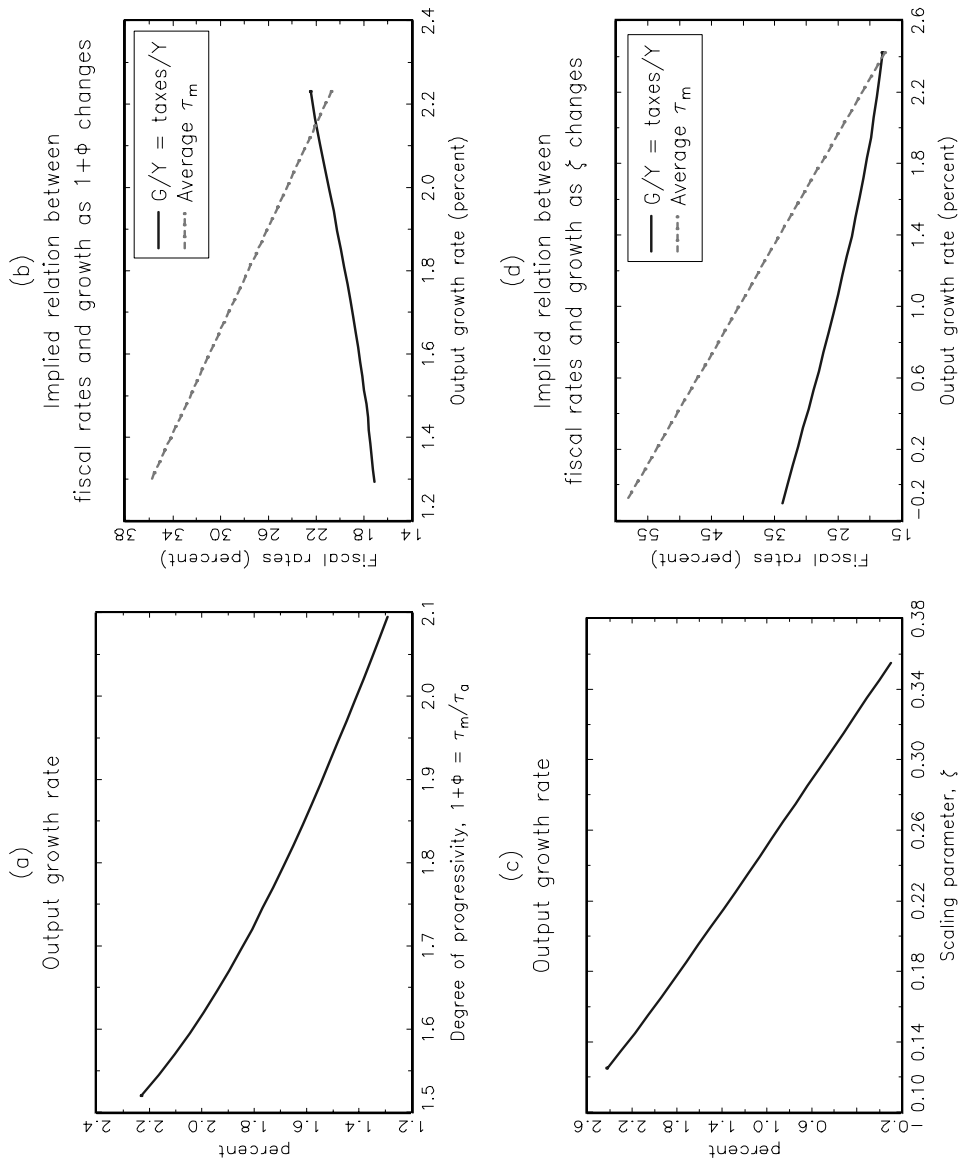 (a)
Output growth rate
percent
2.4
2.2
2.0
1.8
1.6
1.4
1.2
1.5
1.6
1.7
1.8
1.9
2.0
2.1
Degree of progressivity, 1+ϕ = τm/τa
(b)
Implied relation between
fiscal rates and growth as 1+ϕ changes
Fiscal rates (percent)
38
34
30
26
22
18
14
G/Y = taxes/Y
Average τm
1.2
1.4
1.6
1.8
2.0
2.2
2.4
Output growth rate (percent)
(c)
Output growth rate
percent
2.6
2.2
1.8
1.4
1.0
0.6
0.2
-0.2
0.10
0.14
0.18
0.22
0.26
0.30
0.34
0.38
Scaling parameter, ζ
(d)
Implied relation between
fiscal rates and growth as ζ changes
Fiscal rates (percent)
55
45
35
25
15
G/Y = taxes/Y
Average τm
-0.2
0.2
0.6
1.0
1.4
1.8
2.2
2.6
Output growth rate (percent)